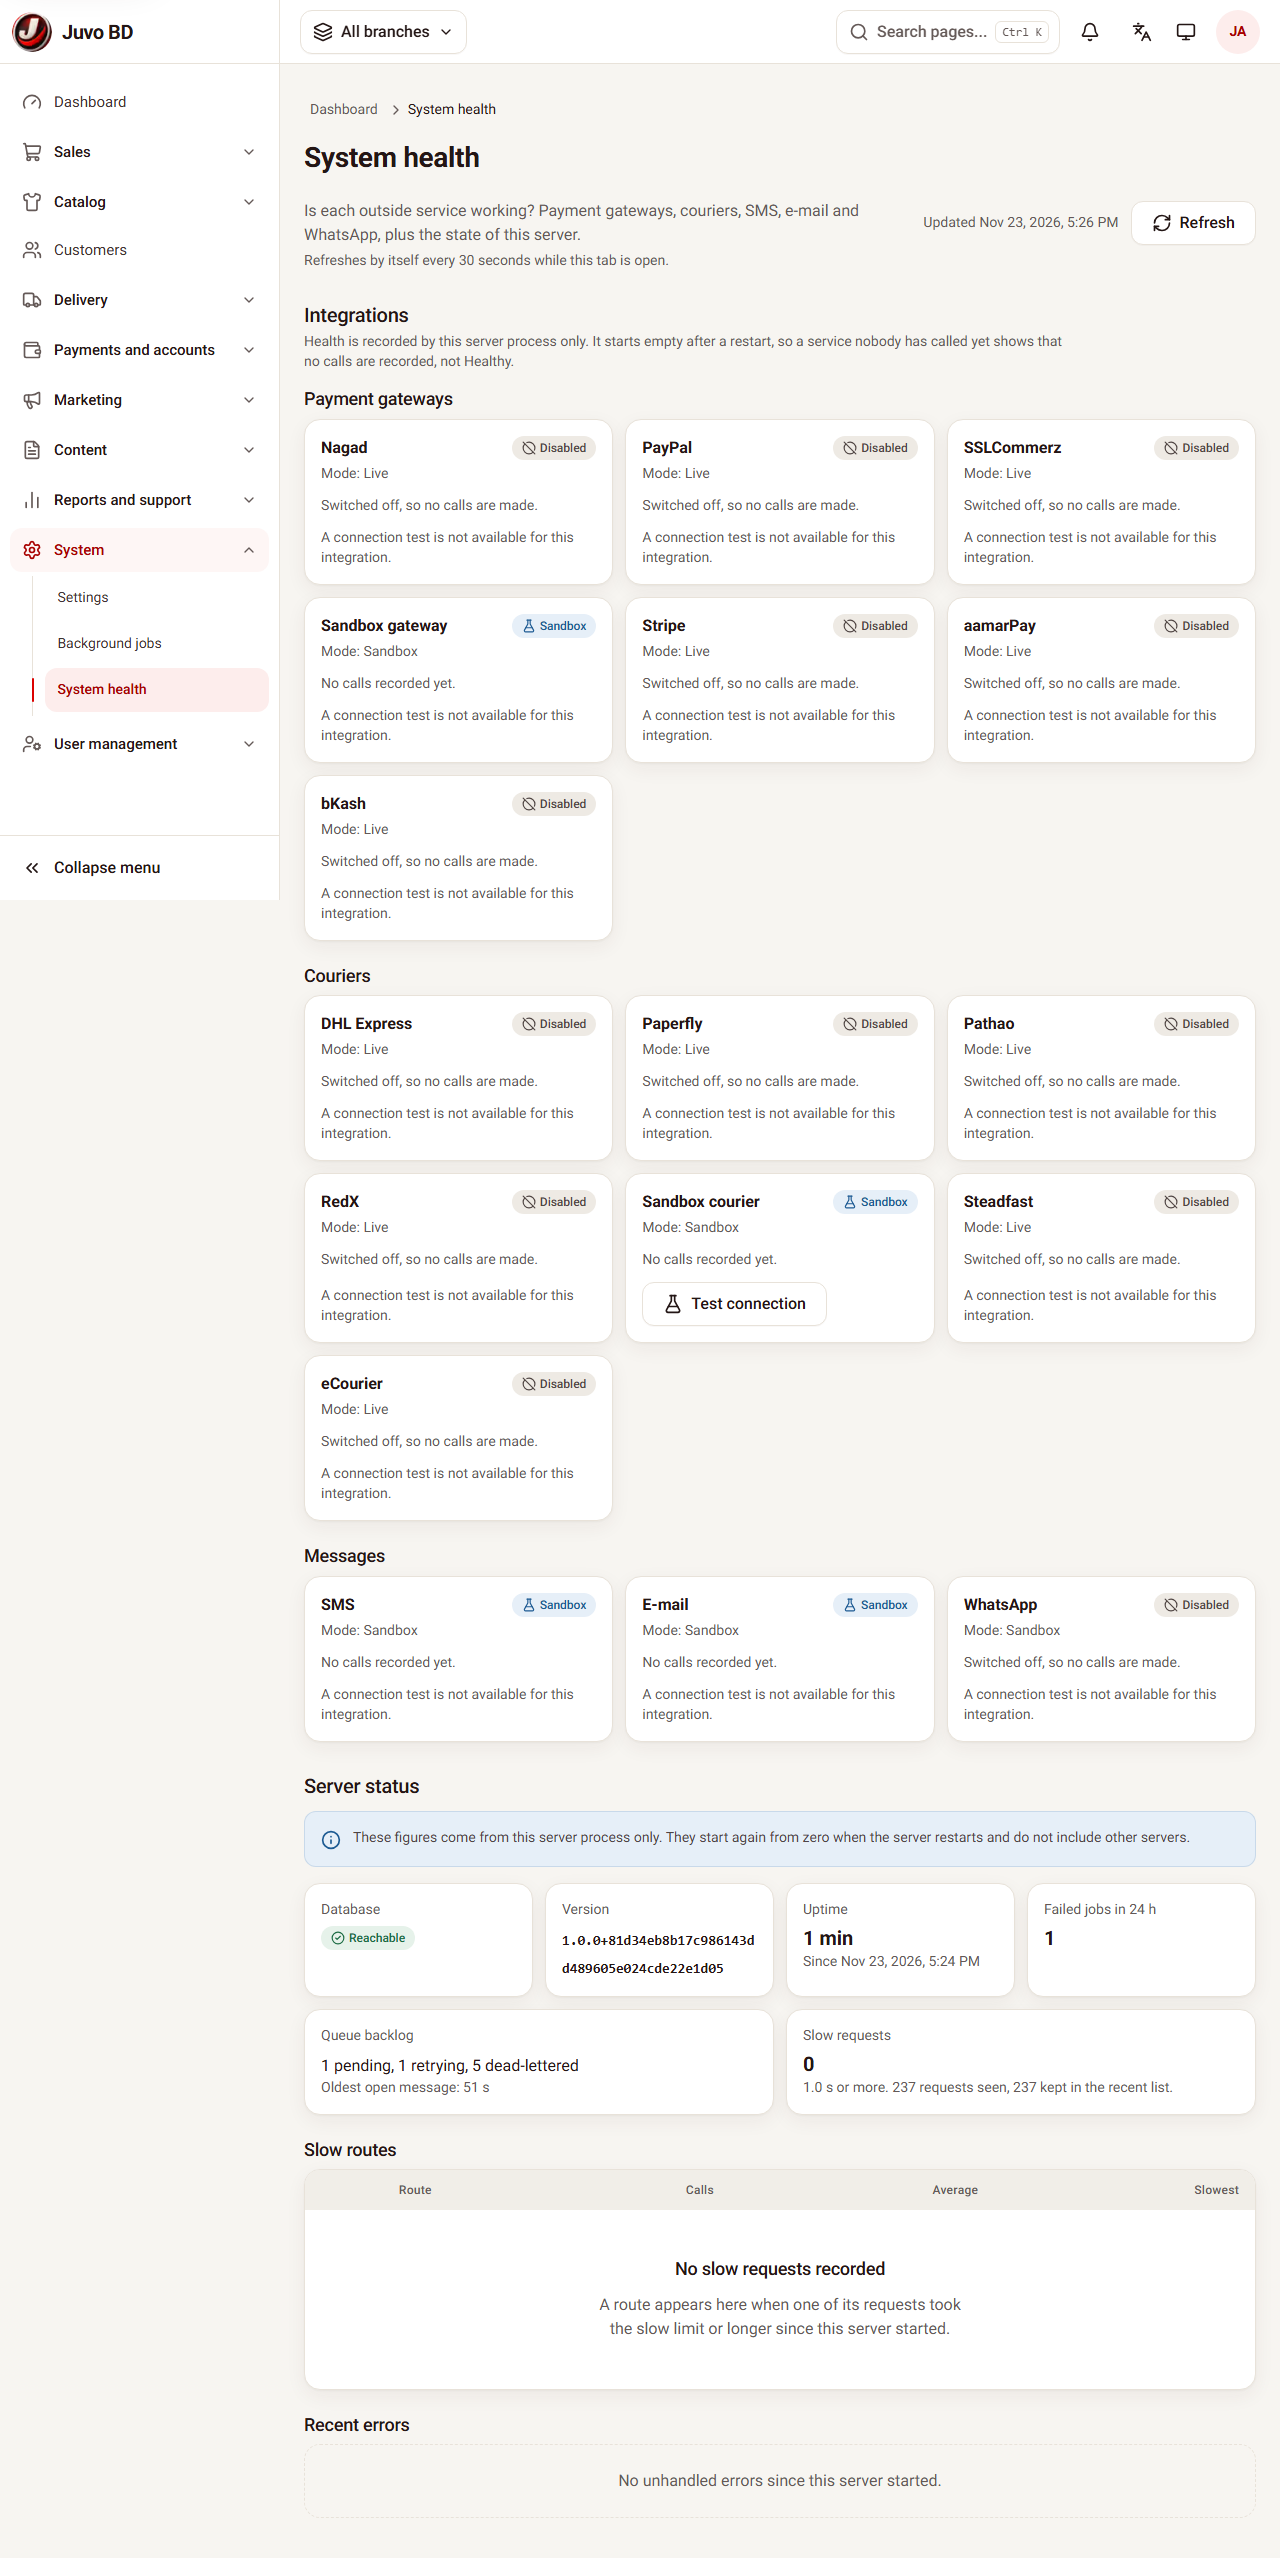 Juvo BD
All branches
Search pages...
Ctrl K
JA
Dashboard
Sales
Catalog
Customers
Delivery
Payments and accounts
Marketing
Content
Reports and support
System
Settings
Background jobs
System health
User management
Collapse menu
Dashboard
System health
System health
Is each outside service working? Payment gateways, couriers, SMS, e-mail and
WhatsApp, plus the state of this server.
Refreshes by itself every 30 seconds while this tab is open.
Updated Nov 23, 2026, 5:26 PM
Refresh
Integrations
Health is recorded by this server process only. It starts empty after a restart, so a service nobody has called yet shows that
no calls are recorded, not Healthy.
Payment gateways
Nagad
Disabled
Mode: Live
Switched off, so no calls are made.
A connection test is not available for this
integration.
PayPal
Disabled
Mode: Live
Switched off, so no calls are made.
A connection test is not available for this
integration.
SSLCommerz
Disabled
Mode: Live
Switched off, so no calls are made.
A connection test is not available for this
integration.
Sandbox gateway
Sandbox
Mode: Sandbox
No calls recorded yet.
A connection test is not available for this
integration.
Stripe
Disabled
Mode: Live
Switched off, so no calls are made.
A connection test is not available for this
integration.
aamarPay
Disabled
Mode: Live
Switched off, so no calls are made.
A connection test is not available for this
integration.
bKash
Disabled
Mode: Live
Switched off, so no calls are made.
A connection test is not available for this
integration.
Couriers
DHL Express
Disabled
Mode: Live
Switched off, so no calls are made.
A connection test is not available for this
integration.
Paperfly
Disabled
Mode: Live
Switched off, so no calls are made.
A connection test is not available for this
integration.
Pathao
Disabled
Mode: Live
Switched off, so no calls are made.
A connection test is not available for this
integration.
RedX
Disabled
Mode: Live
Switched off, so no calls are made.
A connection test is not available for this
integration.
Sandbox courier
Sandbox
Mode: Sandbox
No calls recorded yet.
Test connection
Steadfast
Disabled
Mode: Live
Switched off, so no calls are made.
A connection test is not available for this
integration.
eCourier
Disabled
Mode: Live
Switched off, so no calls are made.
A connection test is not available for this
integration.
Messages
SMS
Sandbox
Mode: Sandbox
No calls recorded yet.
A connection test is not available for this
integration.
E-mail
Sandbox
Mode: Sandbox
No calls recorded yet.
A connection test is not available for this
integration.
WhatsApp
Disabled
Mode: Sandbox
Switched off, so no calls are made.
A connection test is not available for this
integration.
Server status
These figures come from this server process only. They start again from zero when the server restarts and do not include other servers.
Database
Reachable
Version
1.0.0+81d34eb8b17c986143d
d489605e024cde22e1d05
Uptime
1 min
Since Nov 23, 2026, 5:24 PM
Failed jobs in 24 h
1
Queue backlog
1 pending, 1 retrying, 5 dead-lettered
Oldest open message: 51 s
Slow requests
0
1.0 s or more. 237 requests seen, 237 kept in the recent list.
Slow routes
Route
Calls
Average
Slowest
No slow requests recorded
A route appears here when one of its requests took
the slow limit or longer since this server started.
Recent errors
No unhandled errors since this server started.